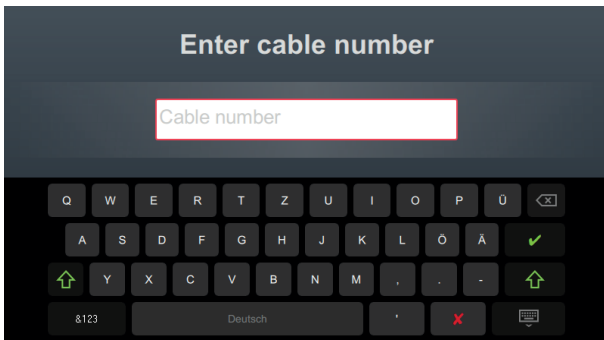 Enter cable number
Cable number
Q W E R T Z U I O P Ü
A S D F G H J K L Ö Ä
Y X C V B N M , . -
&123 Deutsch '